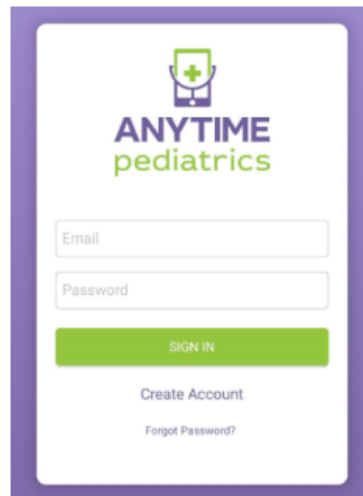 ANYTIME
pediatrics
Email
Password
SIGN IN
Create Account
Forgot Password?